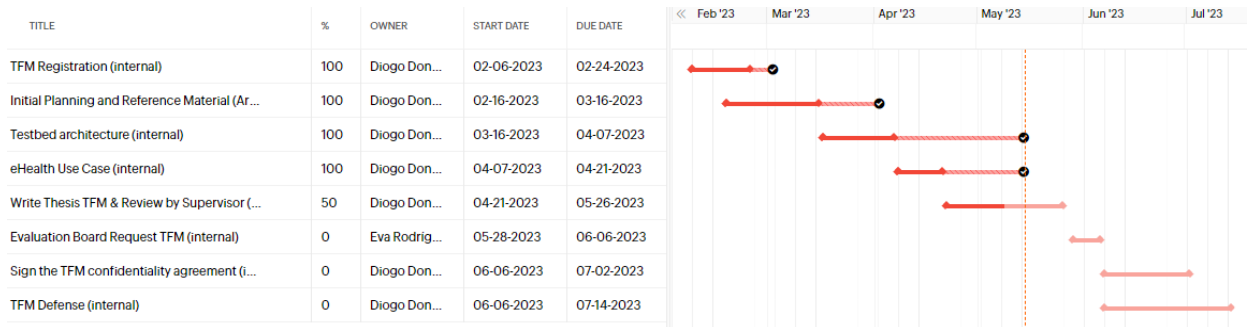 TITLE % OWNER START DATE DUE DATE Feb '23 Mar '23 Apr '23 May '23 Jun '23 Jul '23
TFM Registration (internal) 100 Diogo Don... 02-06-2023 02-24-2023
Initial Planning and Reference Material (Ar... 100 Diogo Don... 02-16-2023 03-16-2023
Testbed architecture (internal) 100 Diogo Don... 03-16-2023 04-07-2023
eHealth Use Case (internal) 100 Diogo Don... 04-07-2023 04-21-2023
Write Thesis TFM & Review by Supervisor (... 50 Diogo Don... 04-21-2023 05-26-2023
Evaluation Board Request TFM (internal) 0 Eva Rodrig... 05-28-2023 06-06-2023
Sign the TFM confidentiality agreement (i... 0 Diogo Don... 06-06-2023 07-02-2023
TFM Defense (internal) 0 Diogo Don... 06-06-2023 07-14-2023